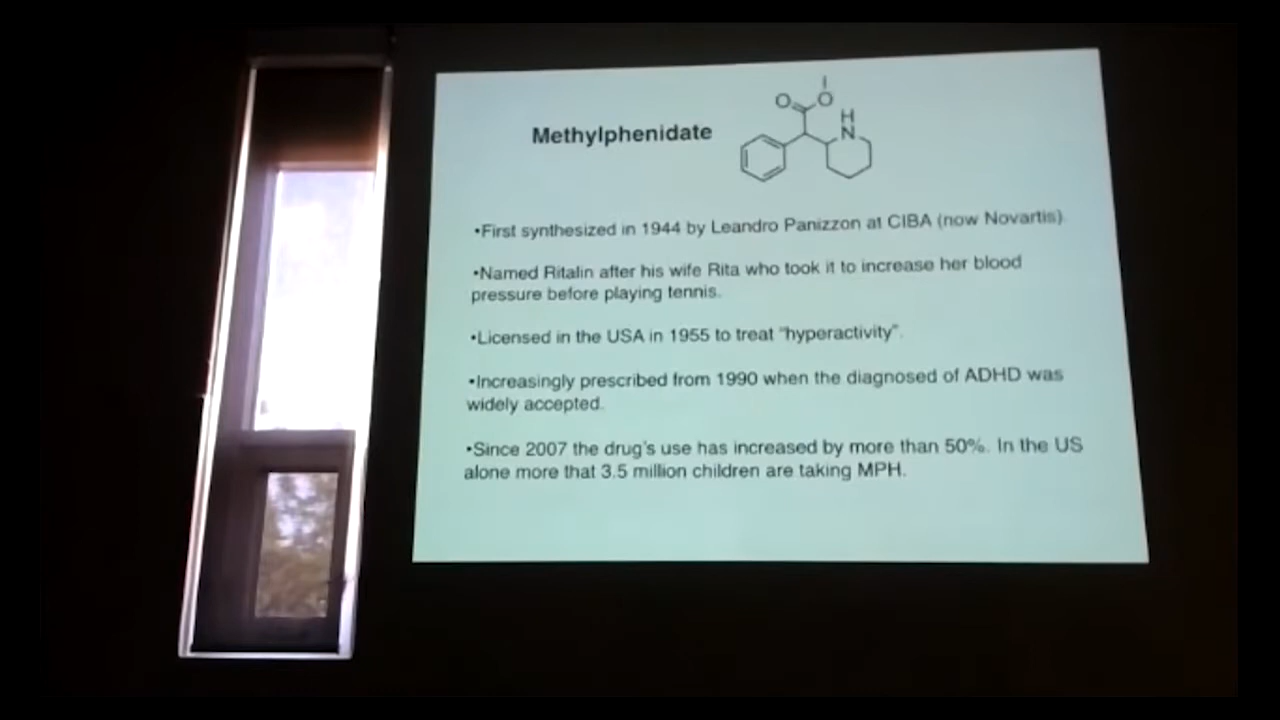 Methylphenidate
O
O
H
N
•First synthesized in 1944 by Leandro Panizzon at CIBA (now Novartis).
•Named Ritalin after his wife Rita who took it to increase her blood
pressure before playing tennis.
•Licensed in the USA in 1955 to treat "hyperactivity".
•Increasingly prescribed from 1990 when the diagnosed of ADHD was
widely accepted.
•Since 2007 the drug's use has increased by more than 50%. In the US
alone more that 3.5 million children are taking MPH.